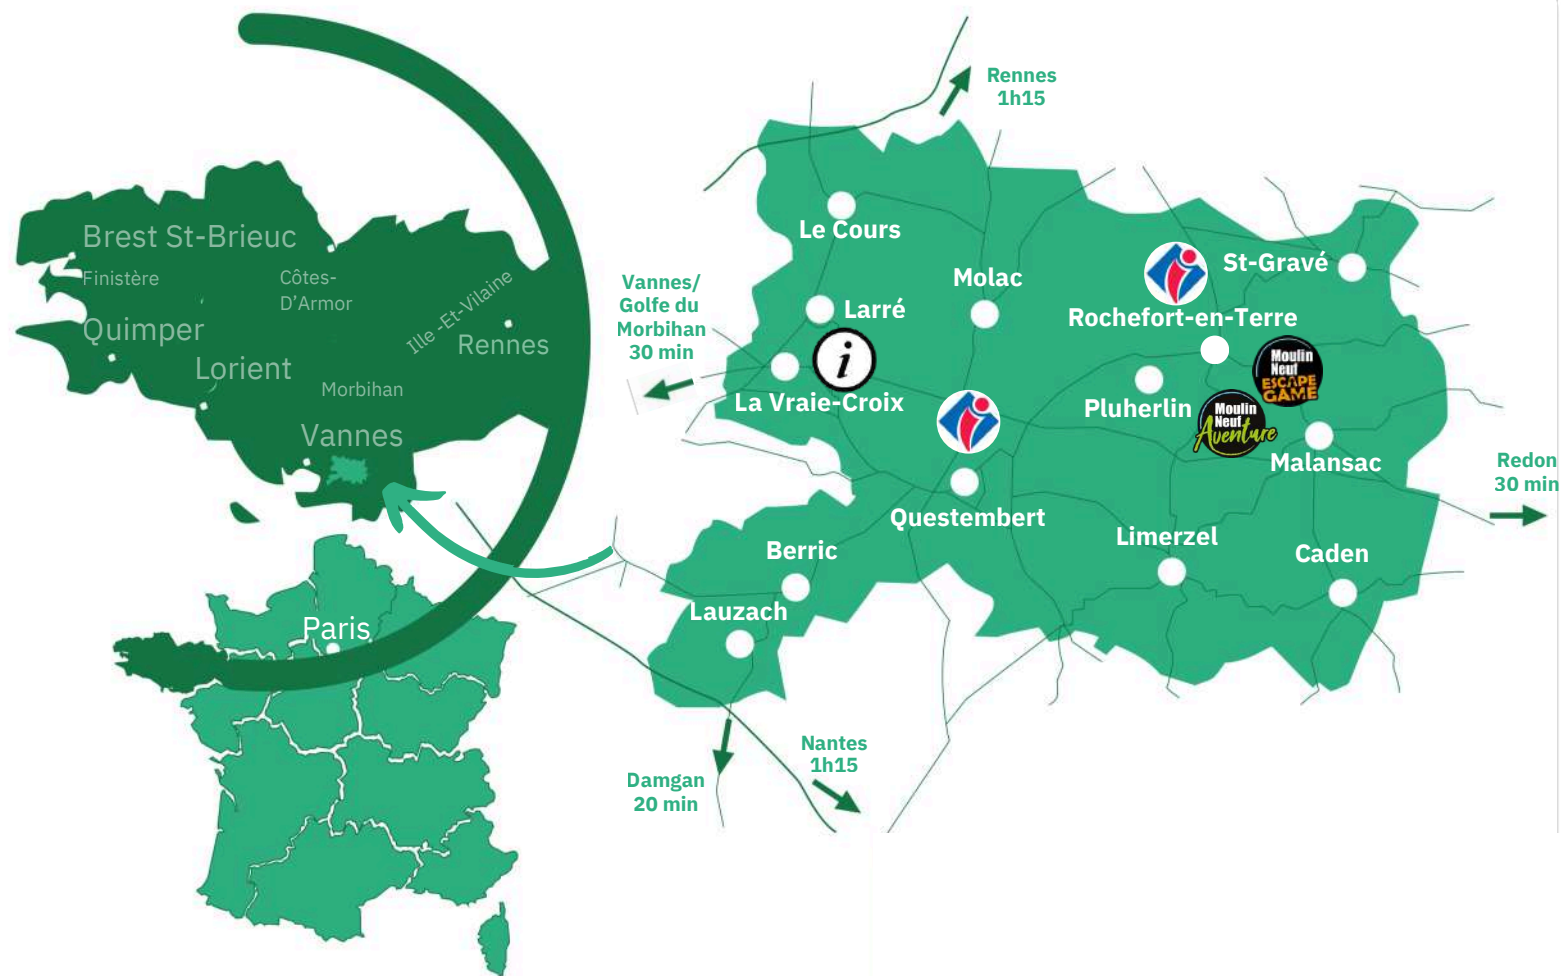 Brest St-Brieuc
Finistère
Côtes-
D'Armor
Ille -Et-Vilaine
Quimper
Rennes
Lorient
Morbihan
Vannes
Paris
Rennes
1h15
Le Cours
Vannes/
Golfe du
Morbihan
30 min
Larré
Molac
St-Gravé
Rochefort-en-Terre
i
La Vraie-Croix
Pluherlin
Moulin
Neuf
ESCAPE
GAME
Moulin
Neuf
Aventure
Malansac
Redon
30 min
Questembert
Limerzel
Caden
Berric
Lauzach
Damgan
20 min
Nantes
1h15